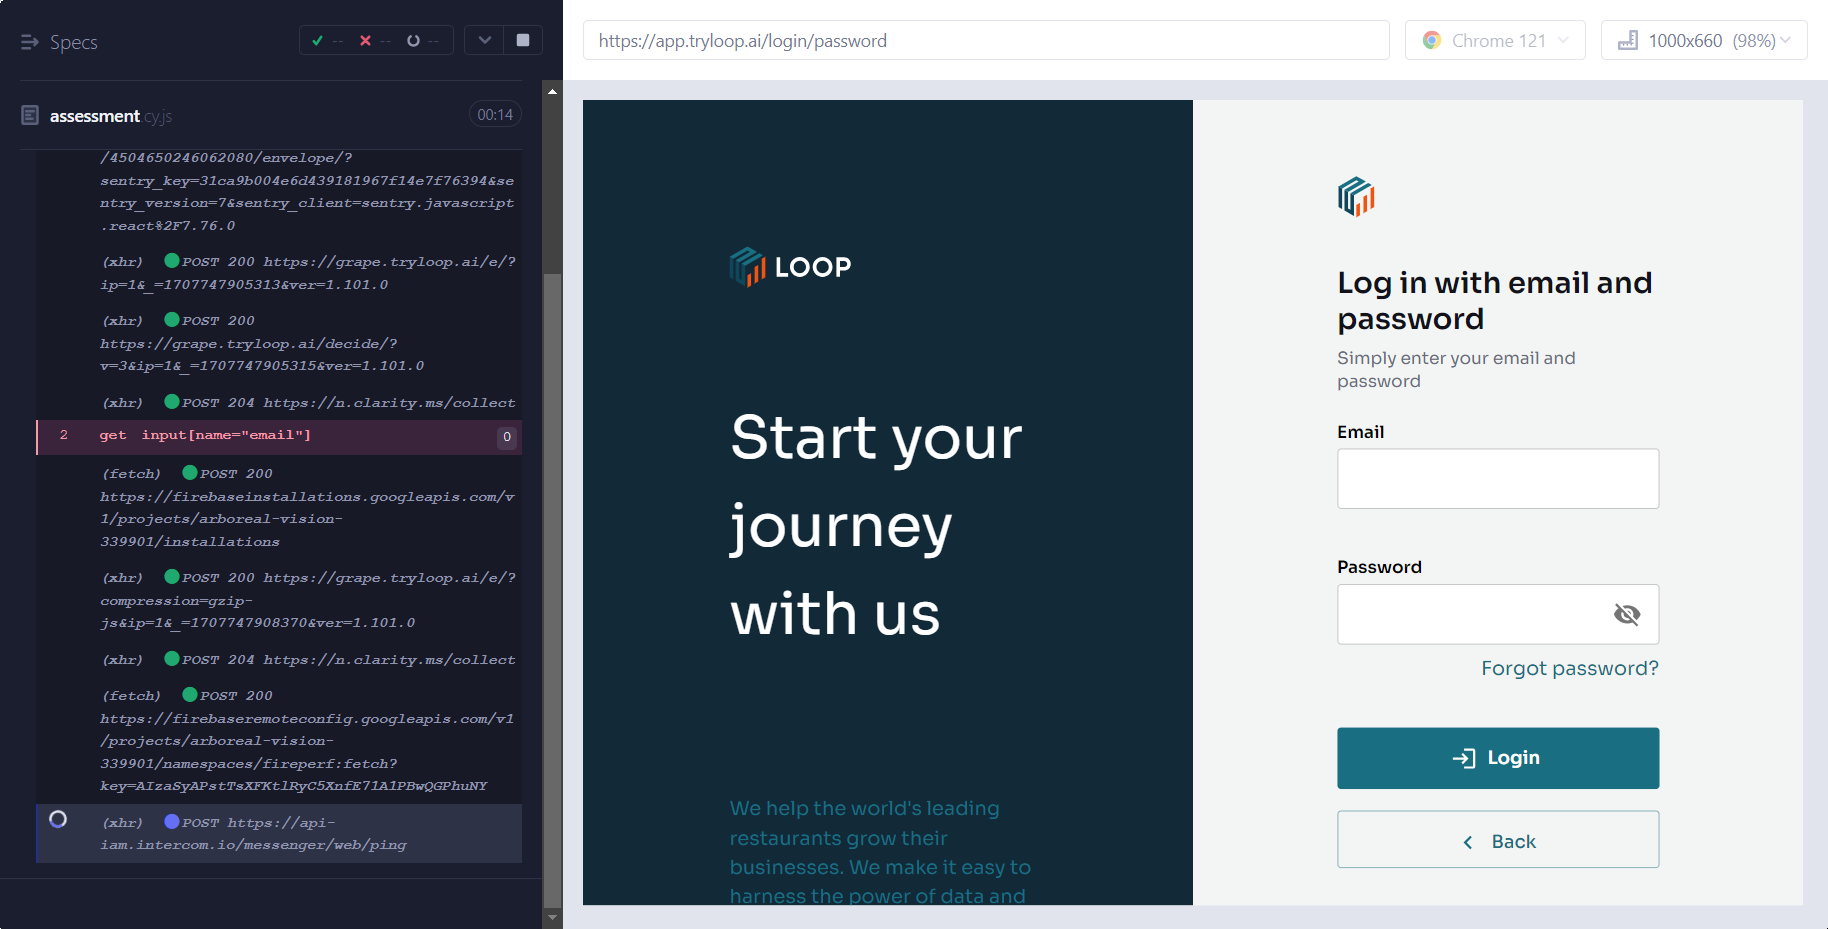 Specs
-- -- --
assessment.cy.js
00:14
/4504650246062080/envelope/?
sentry_key=31ca9b004e6d439181967f14e7f76394&se
ntry_version=7&sentry_client=sentry.javascript
.react%2F7.76.0
(xhr) POST 200 https://grape.tryloop.ai/e/?
ip=1&_=1707747905313&ver=1.101.0
(xhr) POST 200
https://grape.tryloop.ai/decide/?
v=3&ip=1&_=1707747905315&ver=1.101.0
(xhr) POST 204 https://n.clarity.ms/collect
2 get input[name="email"] 0
(fetch) POST 200
https://firebaseinstallations.googleapis.com/v
1/projects/arboreal-vision-
339901/installations
(xhr) POST 200 https://grape.tryloop.ai/e/?
compression=gzip-
js&ip=1&_=1707747908370&ver=1.101.0
(xhr) POST 204 https://n.clarity.ms/collect
(fetch) POST 200
https://firebaseremoteconfig.googleapis.com/v1
/projects/arboreal-vision-
339901/namespaces/fireperf:fetch?
key=AIzaSyAPstTsXFKtlRyC5XnfE71A1PBwQGPhuNY
(xhr) POST https://api-
iam.intercom.io/messenger/web/ping
https://app.tryloop.ai/login/password
Chrome 121
1000x660 (98%)
LOOP
Start your
journey
with us
We help the world's leading
restaurants grow their
businesses. We make it easy to
harness the power of data and
Log in with email and
password
Simply enter your email and
password
Email
Password
Forgot password?
Login
Back